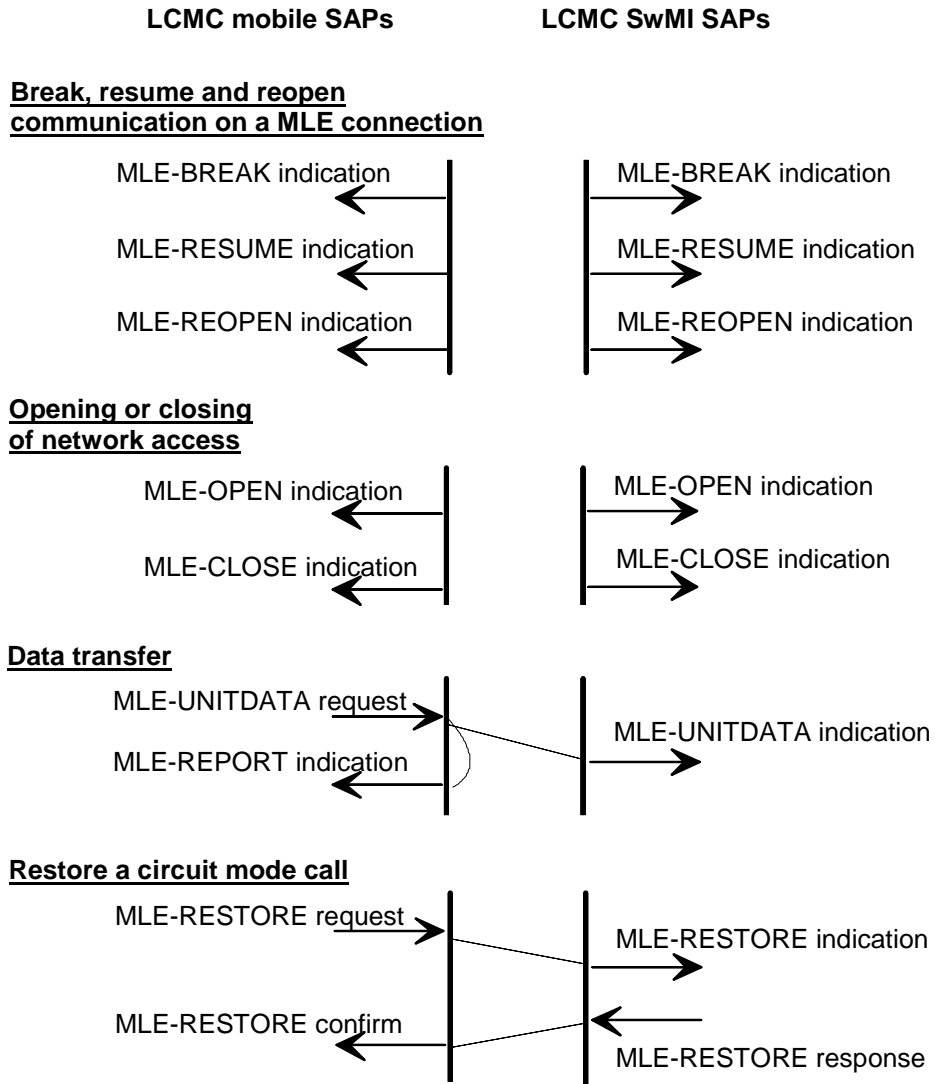 LCMC mobile SAPs LCMC SwMI SAPs
Break, resume and reopen
communication on a MLE connection
MLE-BREAK indication MLE-BREAK indication
MLE-RESUME indication MLE-RESUME indication
MLE-REOPEN indication MLE-REOPEN indication
Opening or closing
of network access
MLE-OPEN indication MLE-OPEN indication
MLE-CLOSE indication MLE-CLOSE indication
Data transfer
MLE-UNITDATA request
MLE-UNITDATA indication
MLE-REPORT indication
Restore a circuit mode call
MLE-RESTORE request
MLE-RESTORE indication
MLE-RESTORE confirm
MLE-RESTORE response